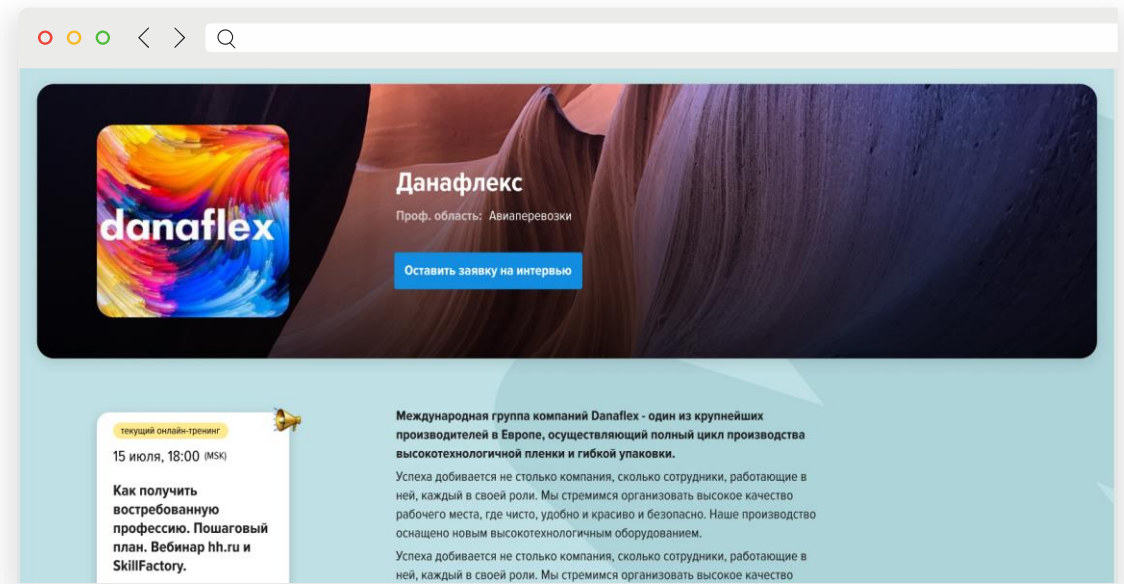 danaflex
Данафлекс
Проф. область: Авиаперевозки
Оставить заявку на интервью
текущий онлайн-тренинг
15 июля, 18:00 (MSK)
Как получить
востребованную
профессию. Пошаговый
план. Вебинар hh.ru и
SkillFactory.
Международная группа компаний Danaflex - один из крупнейших
производителей в Европе, осуществляющий полный цикл производства
высокотехнологичной пленки и гибкой упаковки.
Успеха добивается не столько компания, сколько сотрудники, работающие в
ней, каждый в своей роли. Мы стремимся организовать высокое качество
рабочего места, где чисто, удобно и красиво и безопасно. Наше производство
оснащено новым высокотехнологичным оборудованием.
Успеха добивается не столько компания, сколько сотрудники, работающие в
ней, каждый в своей роли. Мы стремимся организовать высокое качество